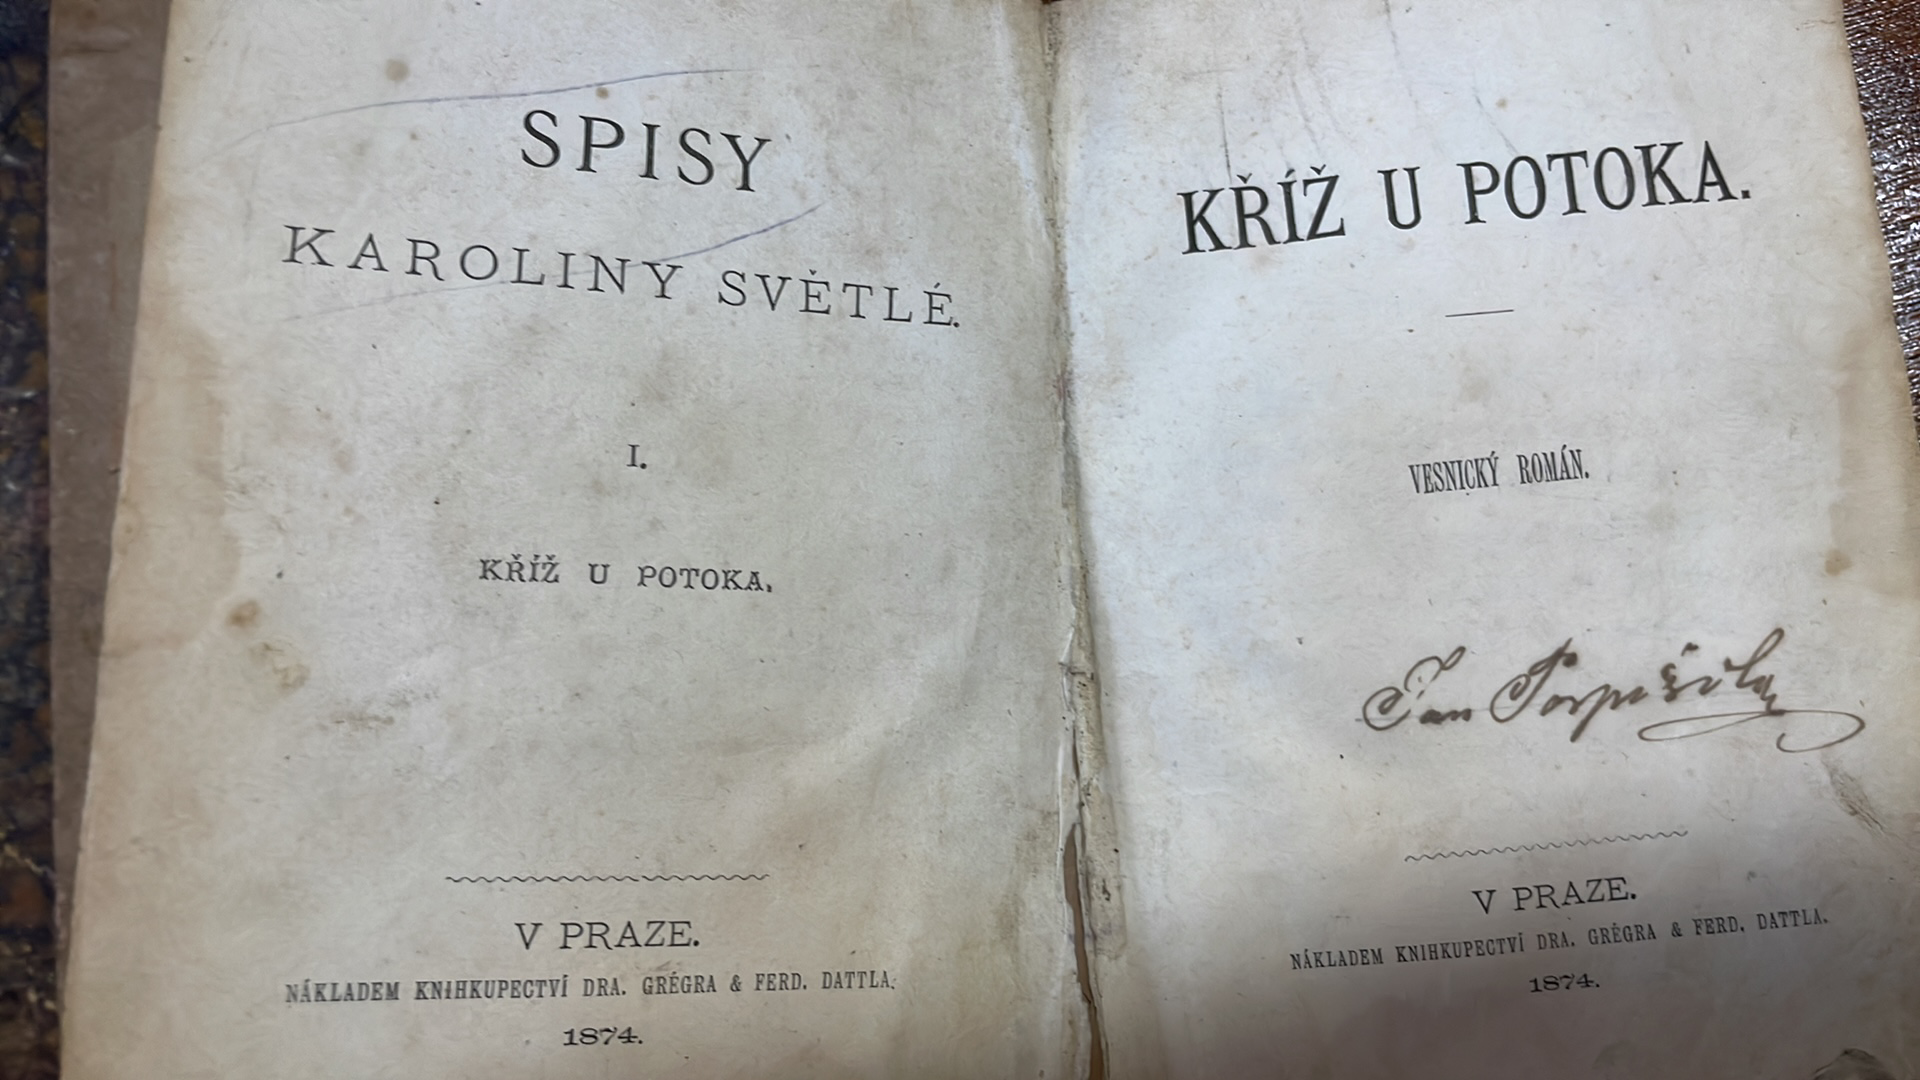 SPISY
KAROLINY SVĚTLÉ.
I.
KŘÍŽ U POTOKA.
V PRAZE.
NÁKLADEM KNIHKUPECTVÍ DRA. GRÉGRA & FERD. DATTLA.
1874.
KŘÍŽ U POTOKA.
VESNICKÝ ROMÁN.
Jan
V PRAZE.
NÁKLADEM KNIHKUPECTVÍ DRA. GRÉGRA & FERD. DATTLA.
1874.